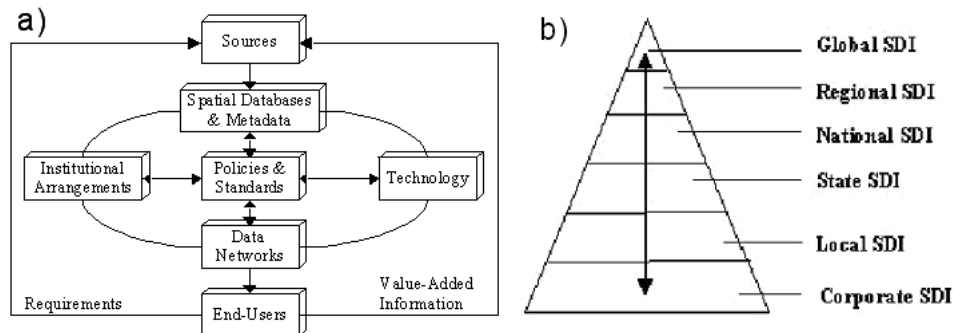 a)
Sources
Spatial Databases
& Metadata
Institutional
Arrangements
Policies &
Standards
Technology
Data
Networks
Requirements
Value-Added
Information
End-Users
b)
Global SDI
Regional SDI
National SDI
State SDI
Local SDI
Corporate SDI